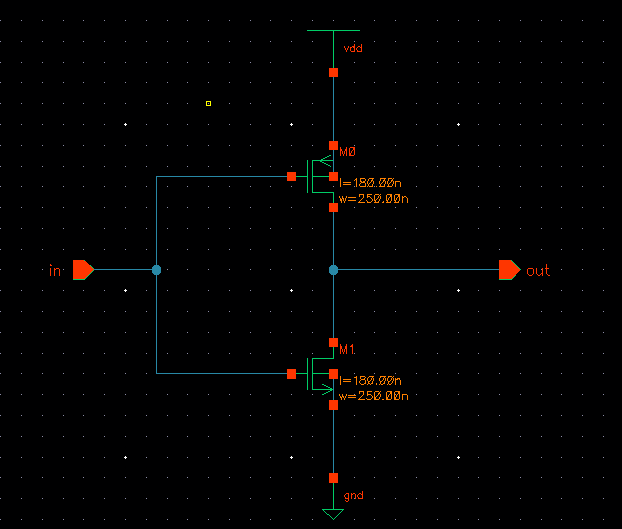 vdd
M0
l=180.00n
w=250.00n
in
out
M1
l=180.00n
w=250.00n
gnd